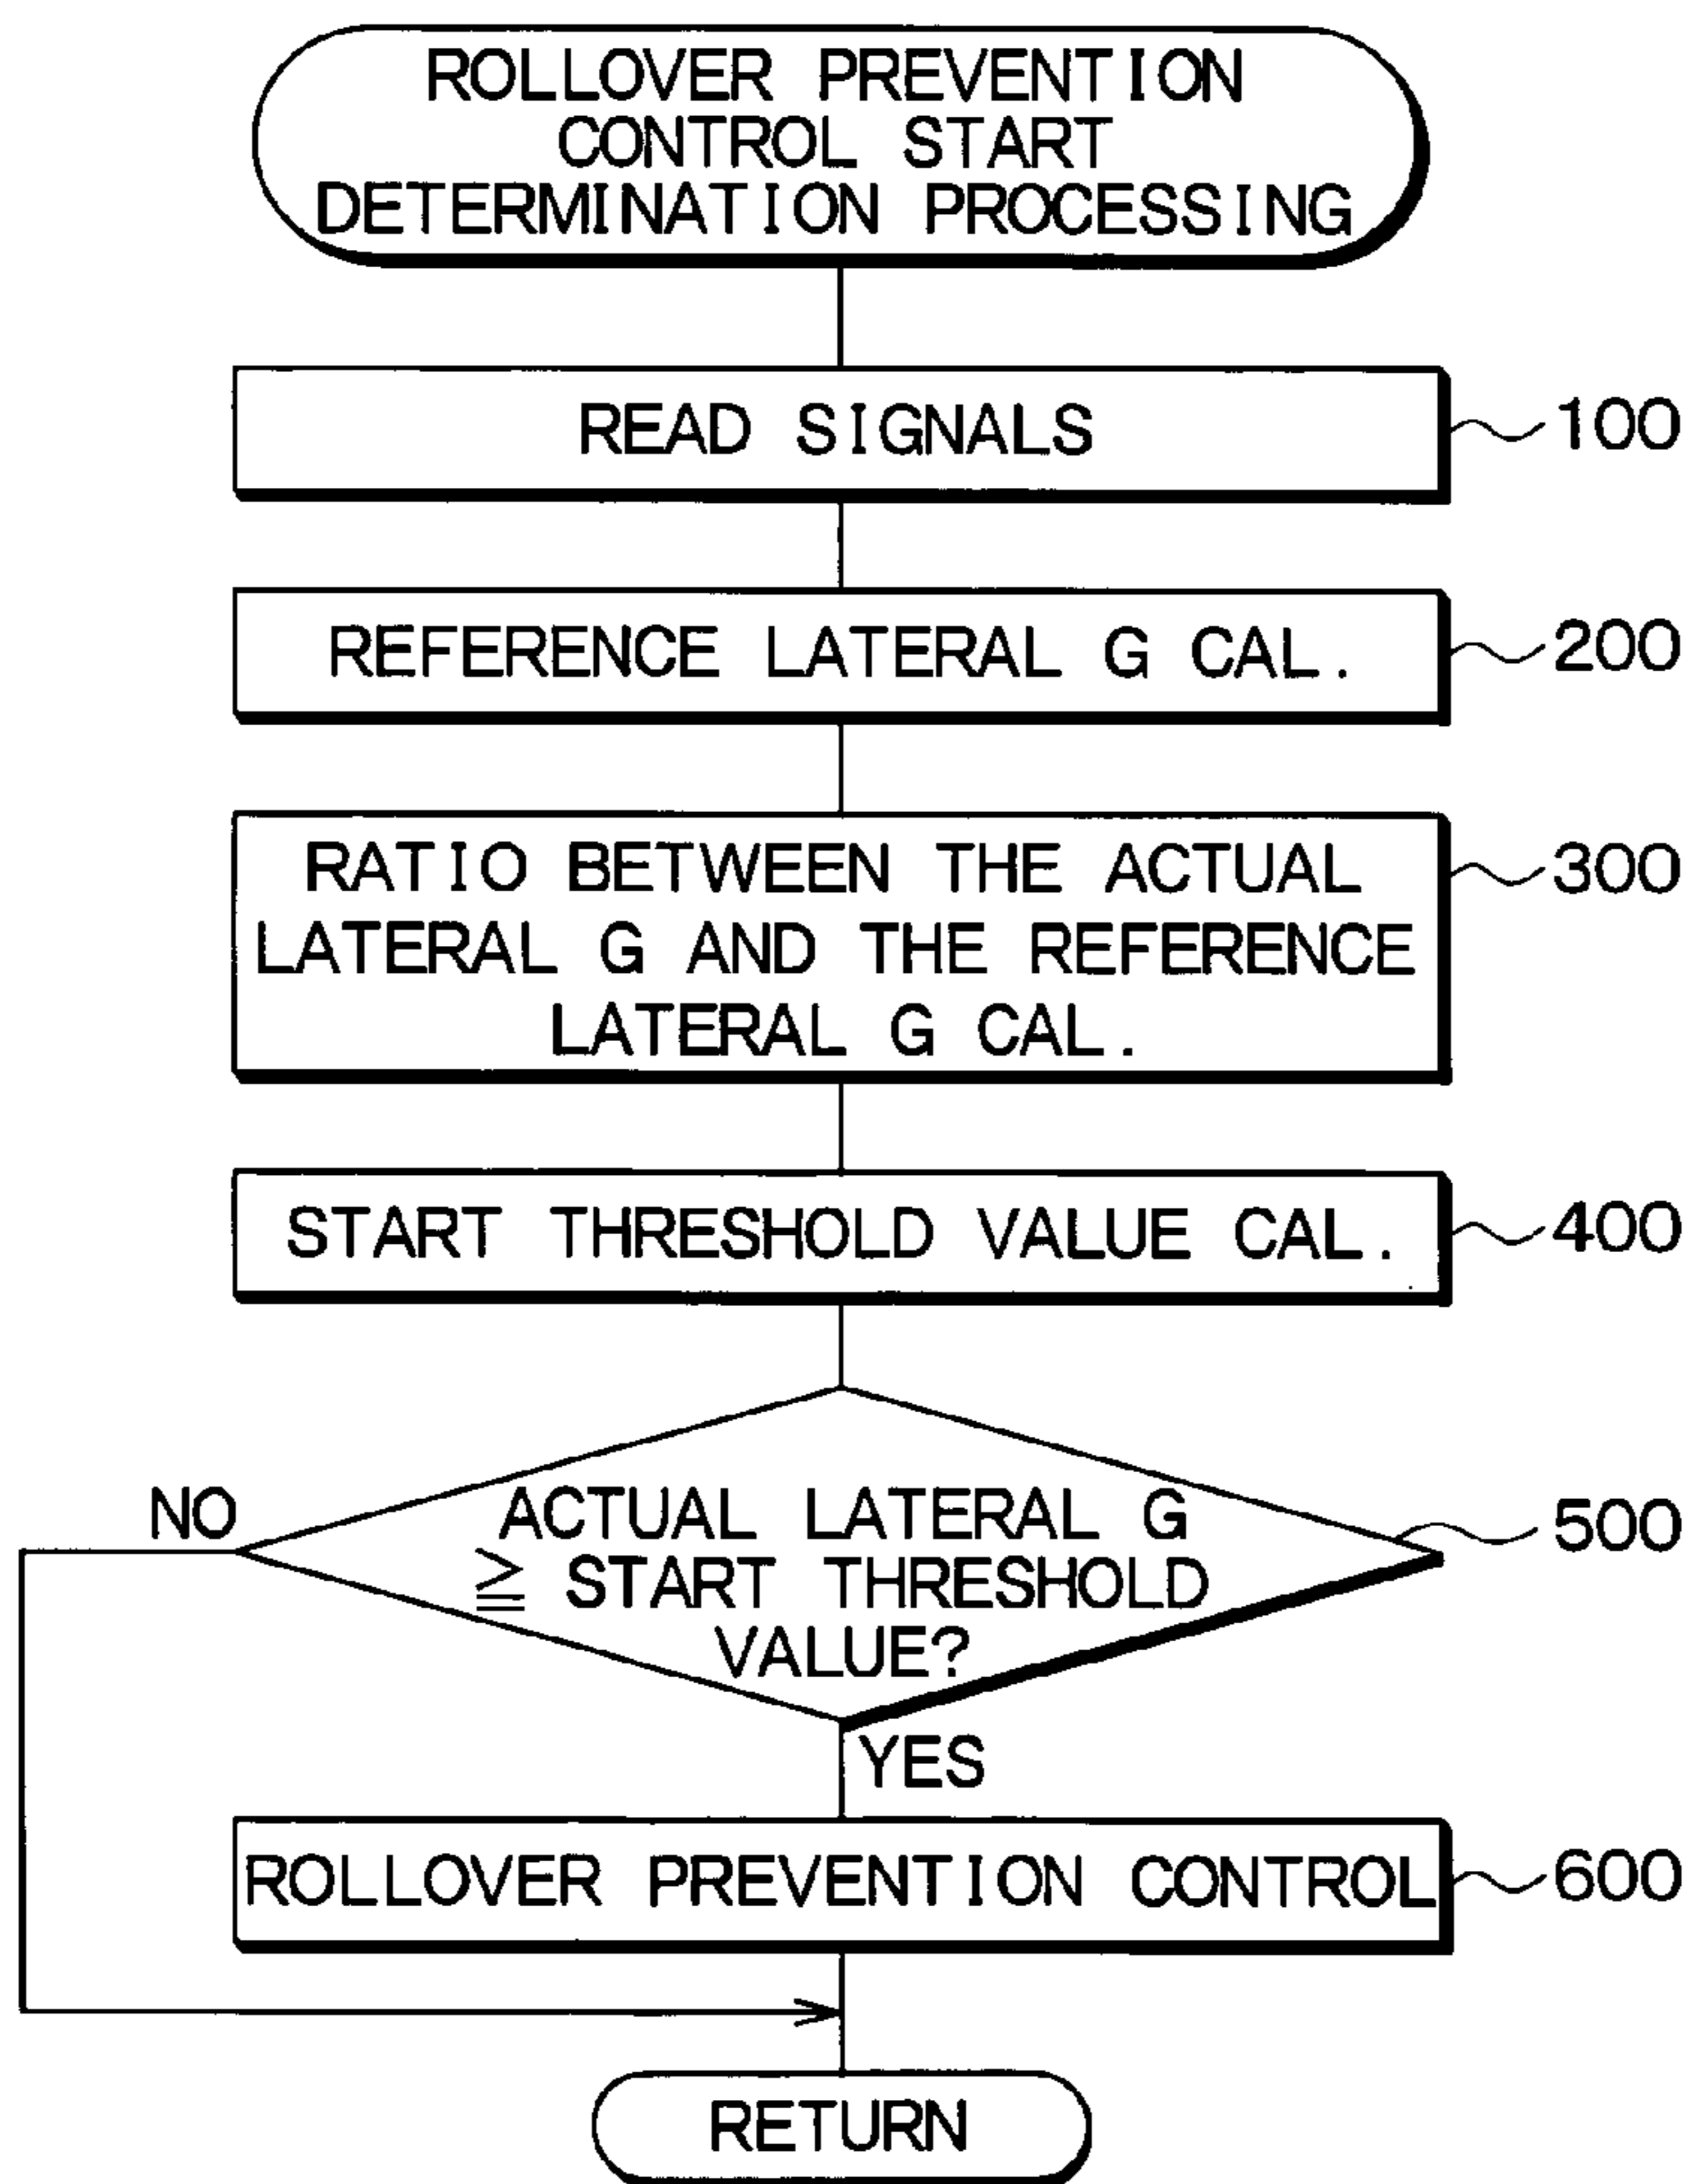 ROLLOVER PREVENTION
CONTROL START
DETERMINATION PROCESSING
READ SIGNALS
100
REFERENCE LATERAL G CAL.
200
RATIO BETWEEN THE ACTUAL
LATERAL G AND THE REFERENCE
LATERAL G CAL.
300
START THRESHOLD VALUE CAL.
400
NO
ACTUAL LATERAL G
≧ START THRESHOLD
VALUE?
500
YES
ROLLOVER PREVENTION CONTROL
600
RETURN